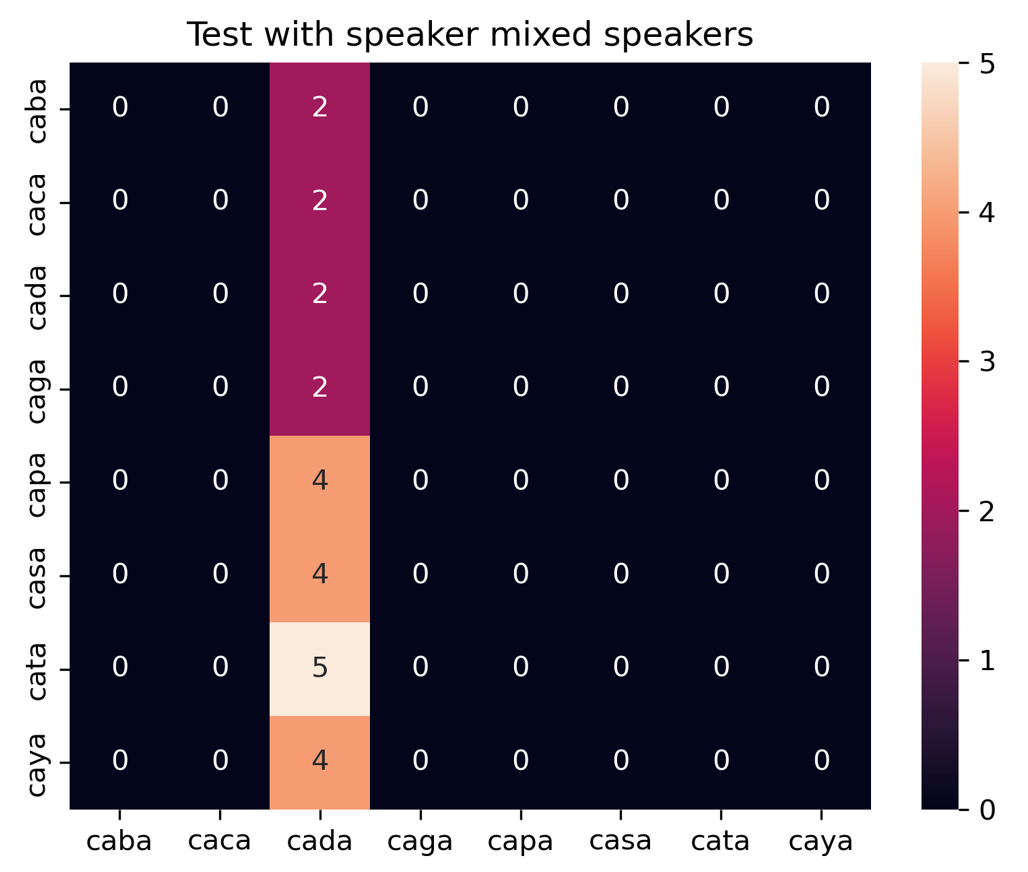 Test with speaker mixed speakers
caba 0 0 2 0 0 0 0 0
caca 0 0 2 0 0 0 0 0
cada 0 0 2 0 0 0 0 0
caga 0 0 2 0 0 0 0 0
capa 0 0 4 0 0 0 0 0
casa 0 0 4 0 0 0 0 0
cata 0 0 5 0 0 0 0 0
caya 0 0 4 0 0 0 0 0
caba caca cada caga capa casa cata caya
5
4
3
2
1
0